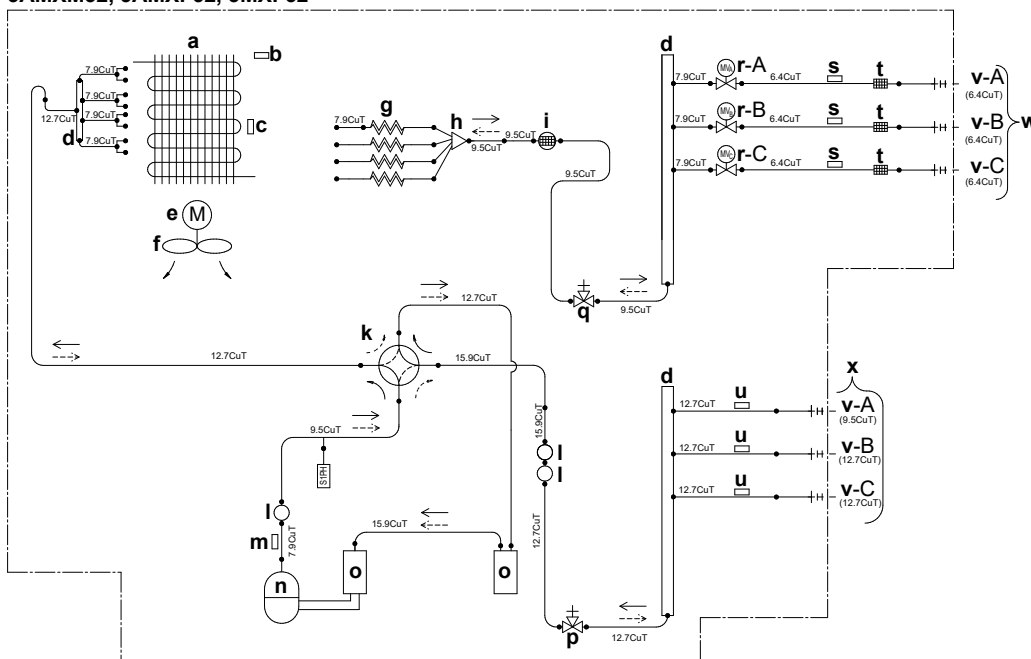 3AMXM52, 3AMXF52, 3MXF52
a
b
d
7.9CuT
7.9CuT
7.9CuT
7.9CuT
12.7CuT
d
c
e
M
f
g
7.9CuT
h
9.5CuT
9.5CuT
i
9.5CuT
d
7.9CuT
r-A
6.4CuT
s
t
v-A
(6.4CuT)
7.9CuT
r-B
6.4CuT
s
t
v-B
(6.4CuT)
w
7.9CuT
r-C
6.4CuT
s
t
v-C
(6.4CuT)
q
9.5CuT
12.7CuT
k
12.7CuT
15.9CuT
9.5CuT
S1PH
l
m
7.9CuT
n
15.9CuT
o
o
15.9CuT
l
l
12.7CuT
p
12.7CuT
d
x
12.7CuT
u
v-A
(9.5CuT)
12.7CuT
u
v-B
(12.7CuT)
12.7CuT
u
v-C
(12.7CuT)